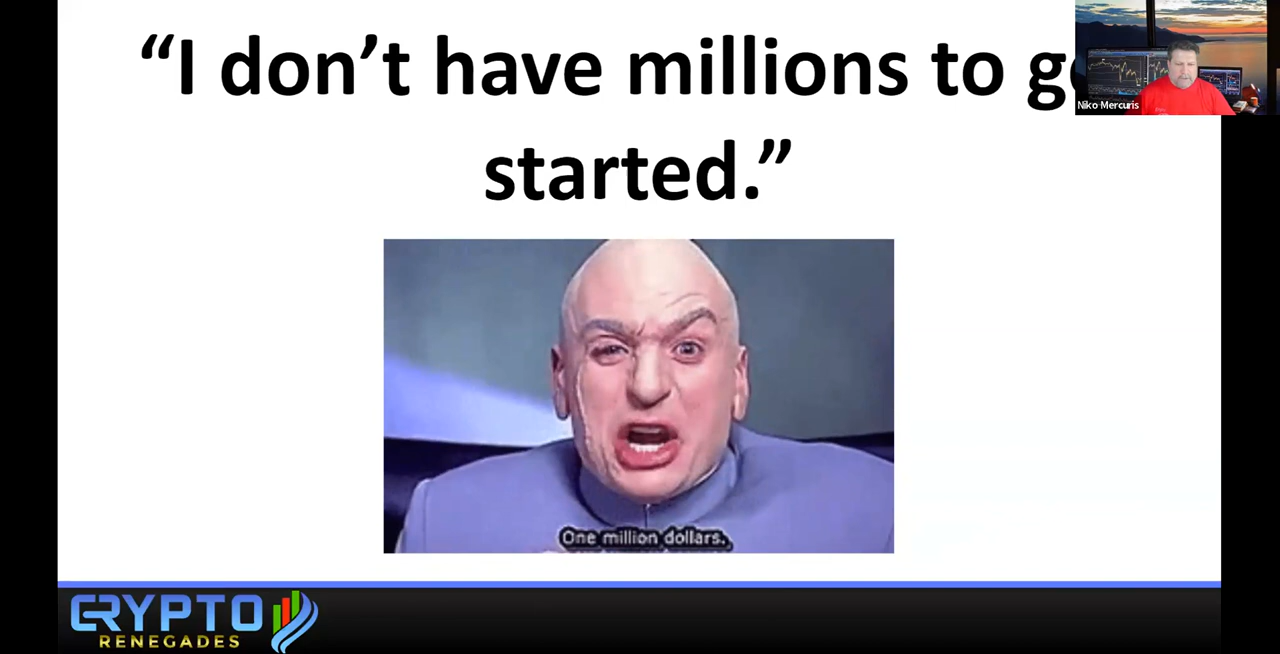 “I don’t have millions to g
started.”
Niko Mercuris
One million dollars.
CRYPTO
RENEGADES